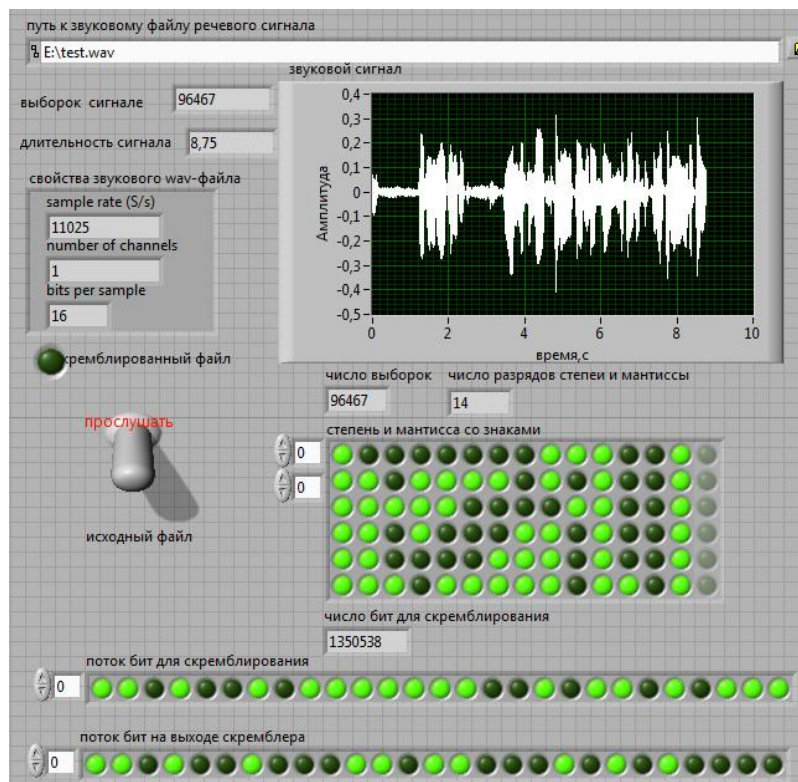 путь к звуковому файлу речевого сигнала
E:\test.wav
звуковой сигнал
выборок сигнале 96467
длительность сигнала 8,75
свойства звукового wav-файла
sample rate (S/s)
11025
number of channels
1
bits per sample
16
Амплитуда
0,4
0,3
0,2
0,1
0
-0,1
-0,2
-0,3
-0,4
-0,5
0 2 4 6 8 10
время,с
кремблированный файл
число выборок число разрядов степеи и мантиссы
96467 14
прослушать
исходный файл
степень и мантисса со знаками
0
0
число бит для скремблирования
1350538
поток бит для скремблирования
0
поток бит на выходе скремблера
0